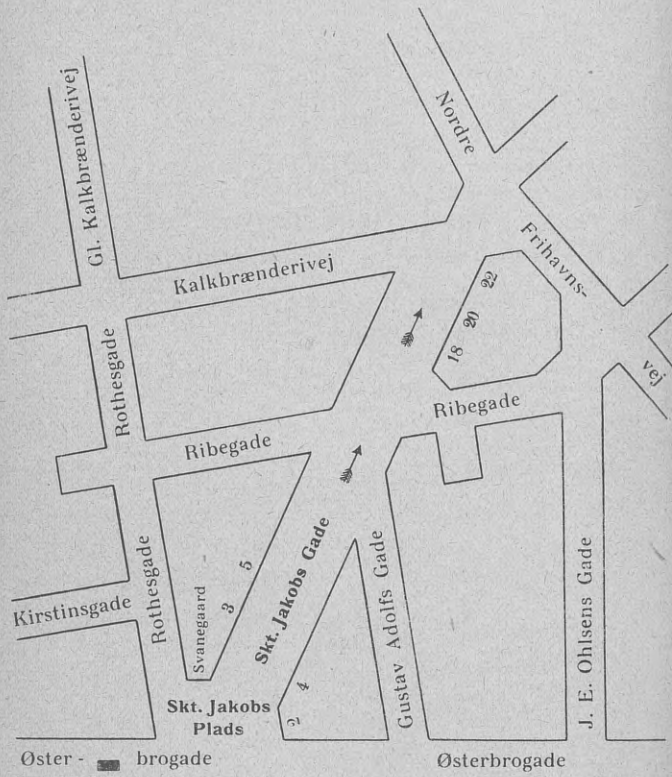 Gl. Kalkbrænderivej
Nordre
Frihavns-
vej
Kalkbrænderivej
22
20
18
Rothesgade
Ribegade
Ribegade
Rothesgade
Kirstinsgade
Svanegaard
5
3
Skt. Jakobs Gade
4
2
Gustav Adolfs Gade
J. E. Ohlsens Gade
Skt. Jakobs
Plads
Øster - brogade
Østerbrogade